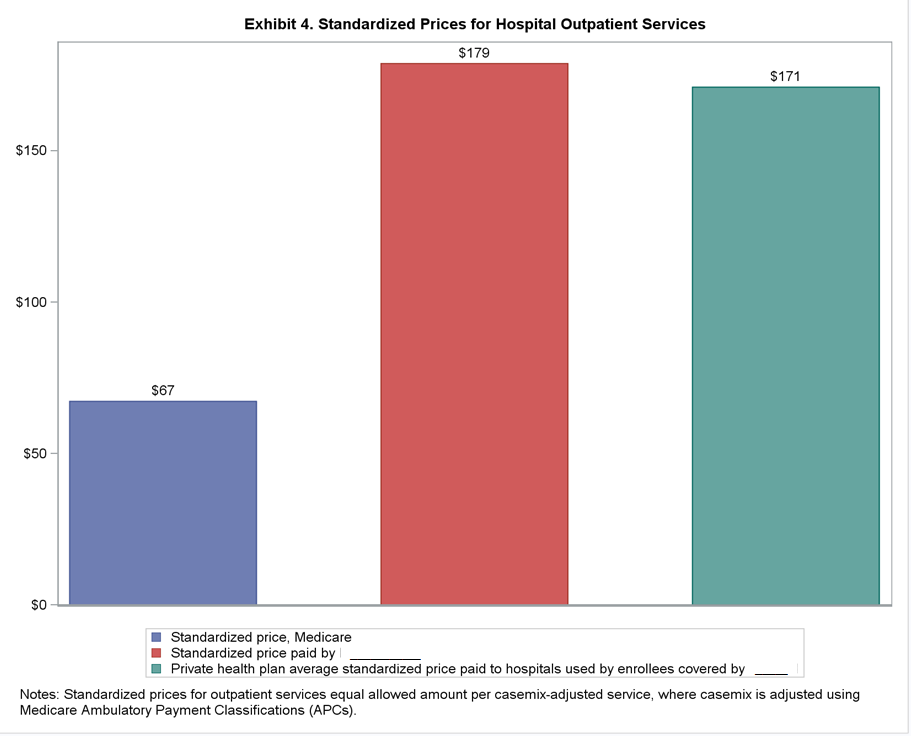 Exhibit 4. Standardized Prices for Hospital Outpatient Services
$179
$171
$150
$100
$67
$50
$0
Standardized price, Medicare
Standardized price paid by __________
Private health plan average standardized price paid to hospitals used by enrollees covered by _____
Notes: Standardized prices for outpatient services equal allowed amount per casemix-adjusted service, where casemix is adjusted using
Medicare Ambulatory Payment Classifications (APCs).